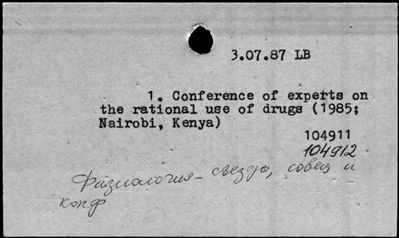 3.07.87 LB
1. Conference of experts on
the rational use of drugs (1985;
Nairobi, Kenya)
104911
104912
Физиология - съезды, совещ и
конф